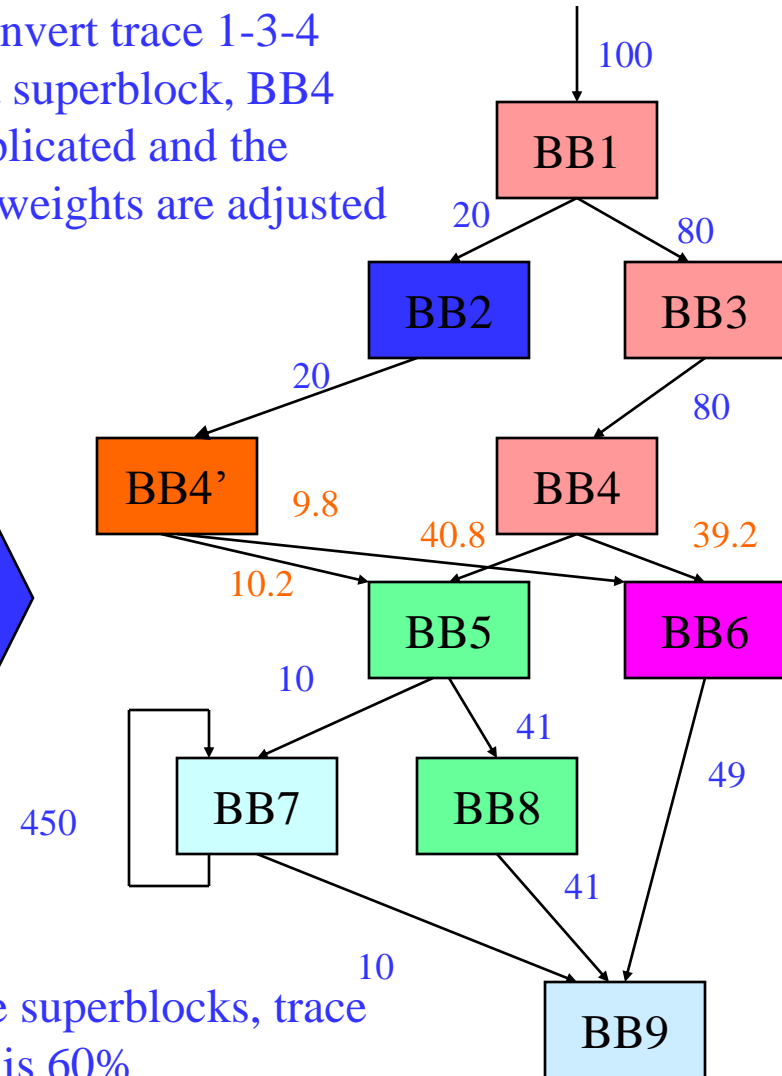 nvert trace 1-3-4
superblock, BB4
plicated and the
weights are adjusted
100
BB1
20
80
BB2
BB3
20
80
BB4’
BB4
9.8
40.8
39.2
10.2
BB5
BB6
10
41
49
BB7
BB8
450
41
10
e superblocks, trace
is 60%
BB9